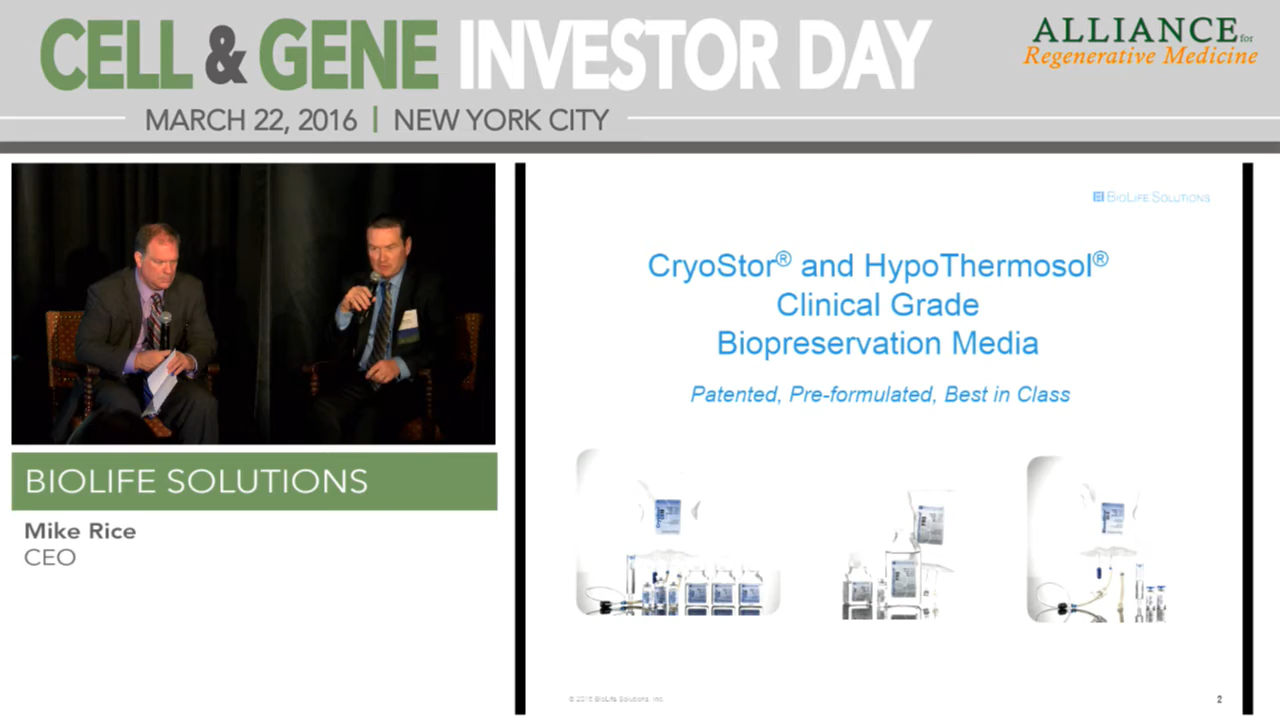 CELL & GENE INVESTOR DAY
MARCH 22, 2016 | NEW YORK CITY
ALLIANCE for
Regenerative Medicine
BIOLIFE SOLUTIONS
Mike Rice
CEO
BIOLIFE SOLUTIONS
CryoStor® and HypoThermosol®
Clinical Grade
Biopreservation Media
Patented, Pre-formulated, Best in Class
BioLife Solutions, Inc.
2